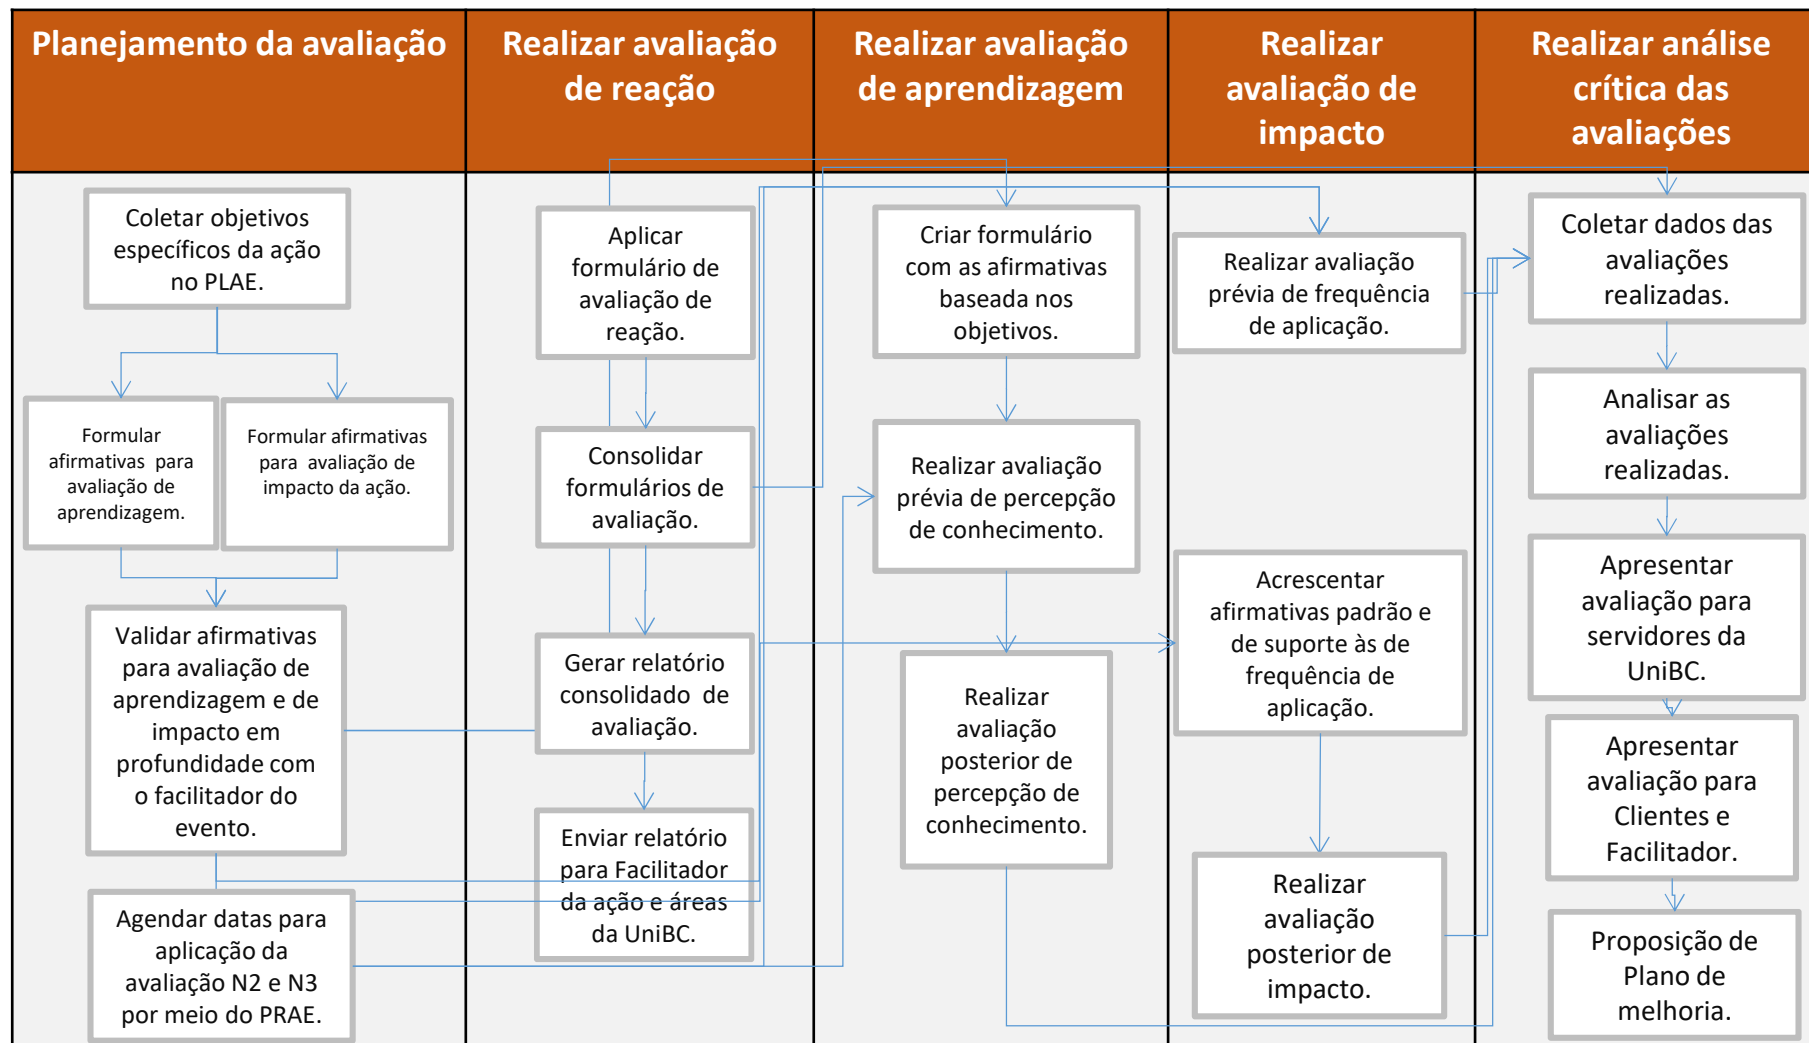 Planejamento da avaliação
Realizar avaliação
de reação
Realizar avaliação
de aprendizagem
Realizar
avaliação de
impacto
Realizar análise
crítica das
avaliações
Coletar objetivos
específicos da ação
no PLAE.
Formular
afirmativas para
avaliação de
aprendizagem.
Formular afirmativas
para avaliação de
impacto da ação.
Validar afirmativas
para avaliação de
aprendizagem e de
impacto em
profundidade com
o facilitador do
evento.
Agendar datas para
aplicação da
avaliação N2 e N3
por meio do PRAE.
Aplicar
formulário de
avaliação de
reação.
Consolidar
formulários de
avaliação.
Gerar relatório
consolidado de
avaliação.
Enviar relatório
para Facilitador
da ação e áreas
da UniBC.
Criar formulário
com as afirmativas
baseada nos
objetivos.
Realizar avaliação
prévia de percepção
de conhecimento.
Realizar
avaliação
posterior de
percepção de
conhecimento.
Realizar avaliação
prévia de frequência
de aplicação.
Acrescentar
afirmativas padrão e
de suporte às de
frequência de
aplicação.
Realizar
avaliação
posterior de
impacto.
Coletar dados das
avaliações
realizadas.
Analisar as
avaliações
realizadas.
Apresentar
avaliação para
servidores da
UniBC.
Apresentar
avaliação para
Clientes e
Facilitador.
Proposição de
Plano de
melhoria.